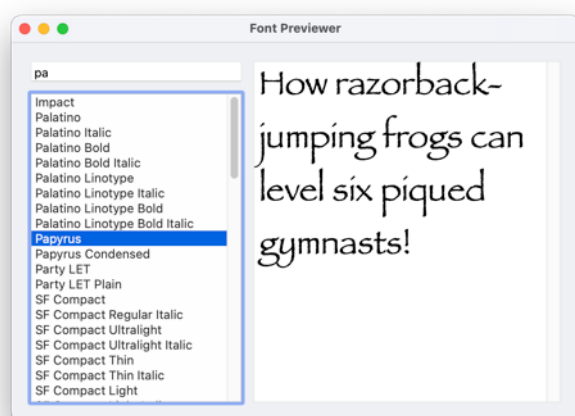 Font Previewer
pa
Impact
Palatino
Palatino Italic
Palatino Bold
Palatino Bold Italic
Palatino Linotype
Palatino Linotype Italic
Palatino Linotype Bold
Palatino Linotype Bold Italic
Papyrus
Papyrus Condensed
Party LET
Party LET Plain
SF Compact
SF Compact Regular Italic
SF Compact Ultralight
SF Compact Ultralight Italic
SF Compact Thin
SF Compact Thin Italic
SF Compact Light
How razorback-
jumping frogs can
level six piqued
gymnasts!